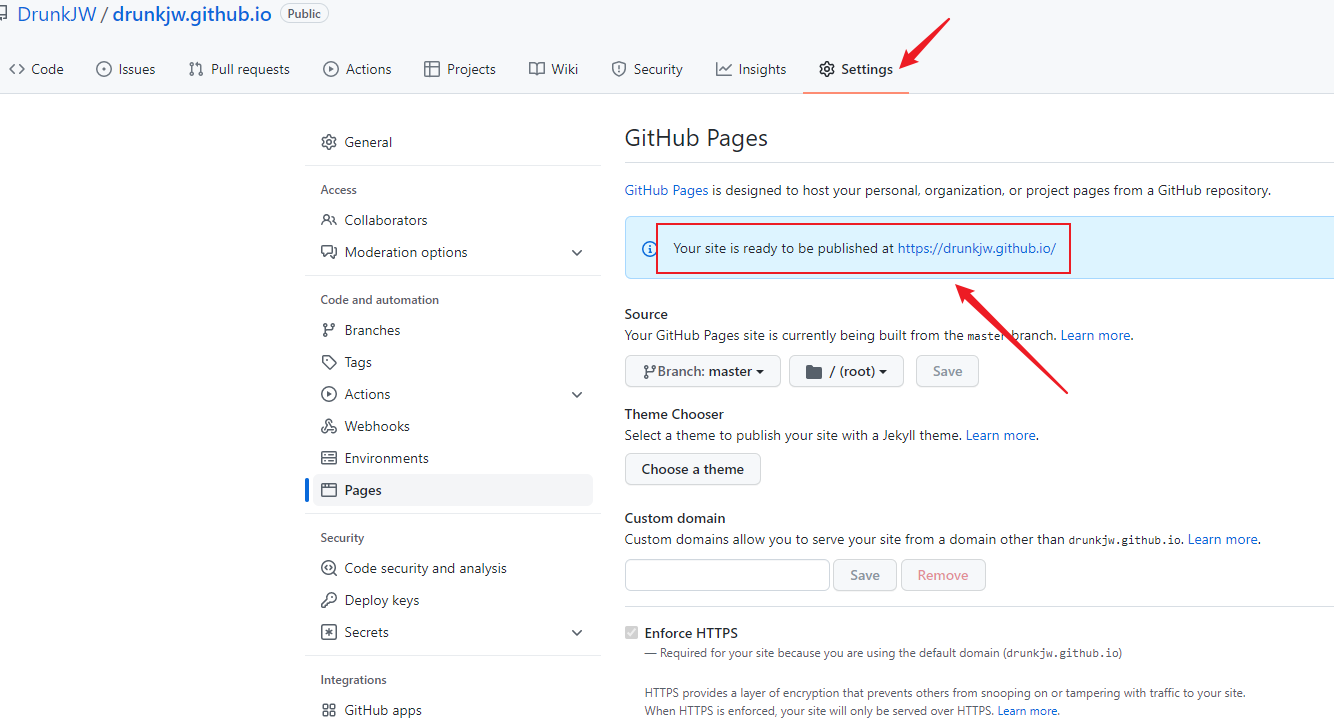 DrunkJW / drunkjw.github.io Public
Code Issues Pull requests Actions Projects Wiki Security Insights Settings
General
Access
Collaborators
Moderation options
Code and automation
Branches
Tags
Actions
Webhooks
Environments
Pages
Security
Code security and analysis
Deploy keys
Secrets
Integrations
GitHub apps
GitHub Pages
GitHub Pages is designed to host your personal, organization, or project pages from a GitHub repository.
Your site is ready to be published at https://drunkjw.github.io/
Source
Your GitHub Pages site is currently being built from the master branch. Learn more.
Branch: master / (root) Save
Theme Chooser
Select a theme to publish your site with a Jekyll theme. Learn more.
Choose a theme
Custom domain
Custom domains allow you to serve your site from a domain other than drunkjw.github.io. Learn more.
Save Remove
Enforce HTTPS
— Required for your site because you are using the default domain (drunkjw.github.io)
HTTPS provides a layer of encryption that prevents others from snooping on or tampering with traffic to your site.
When HTTPS is enforced, your site will only be served over HTTPS. Learn more.